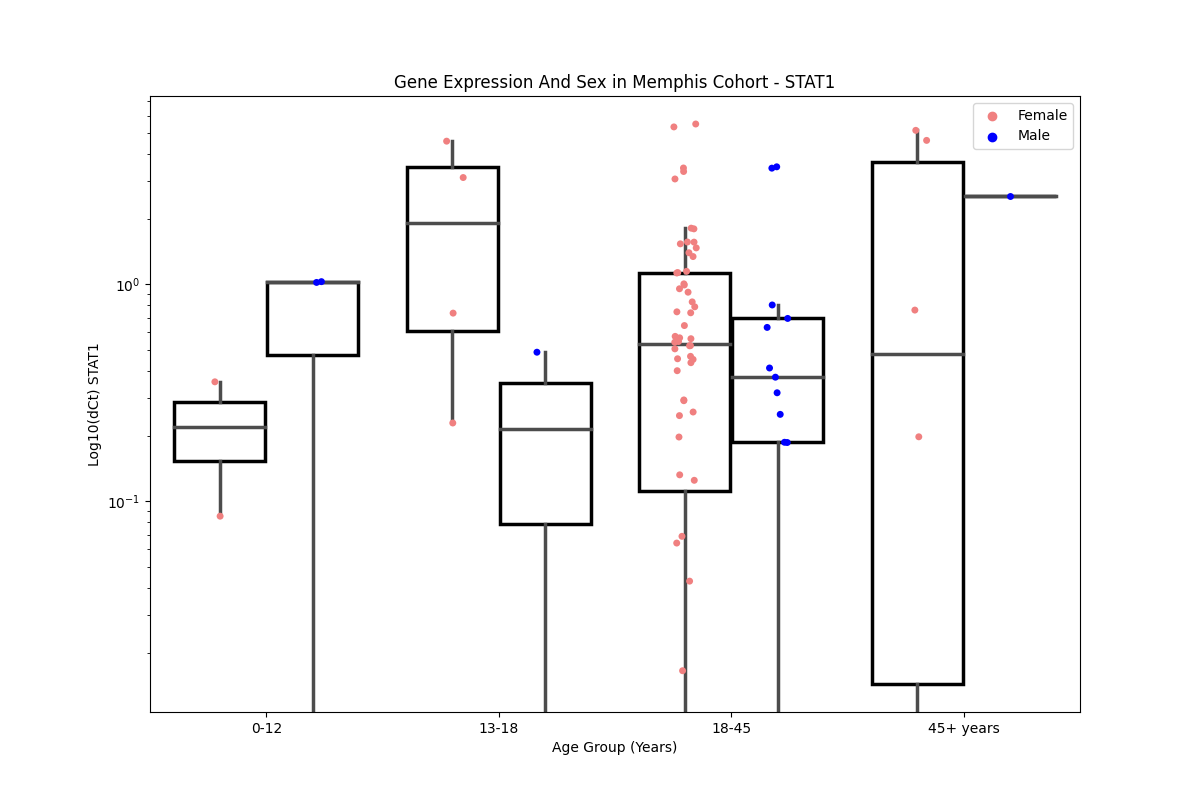 Gene Expression And Sex in Memphis Cohort - STAT1
Female
Male
10⁰
10⁻¹
Log10(dCt) STAT1
0-12
13-18
18-45
45+ years
Age Group (Years)